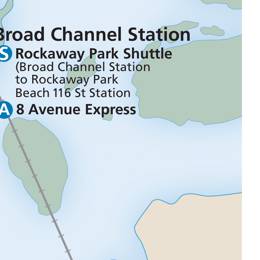 Broad Channel Station
S Rockaway Park Shuttle
(Broad Channel Station
to Rockaway Park
Beach 116 St Station
A 8 Avenue Express